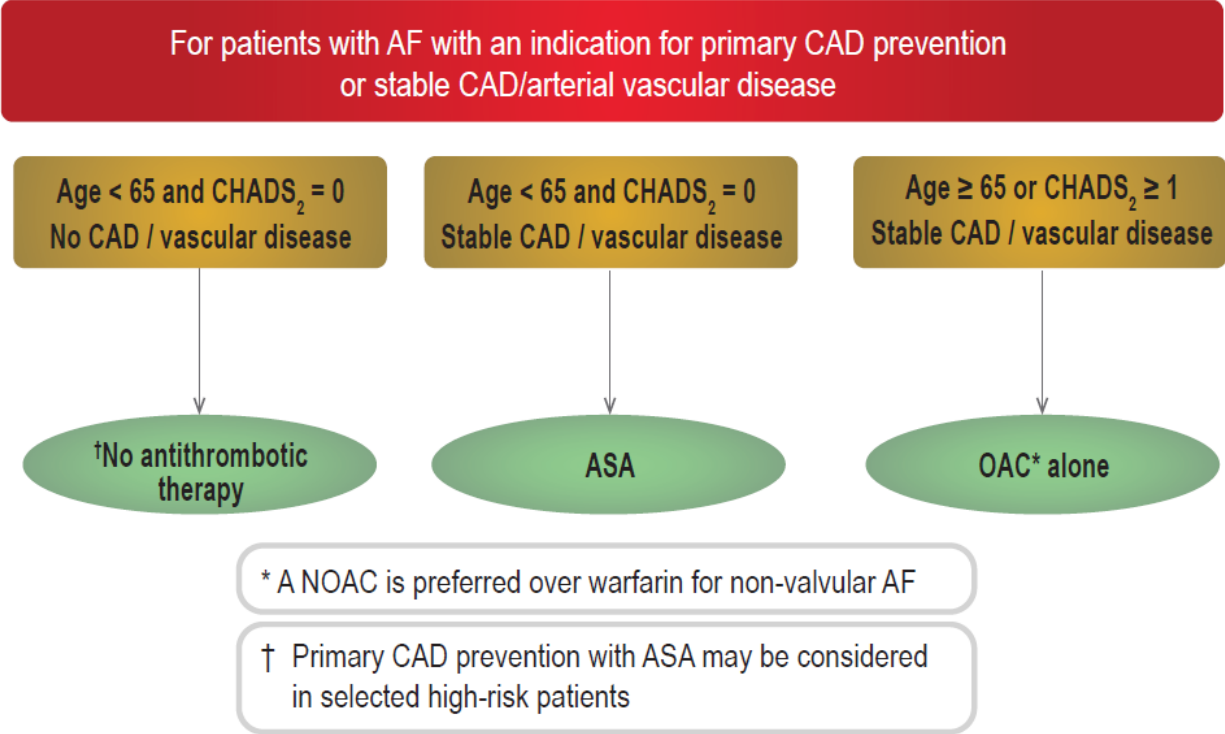 For patients with AF with an indication for primary CAD prevention
or stable CAD/arterial vascular disease
Age < 65 and CHADS₂ = 0
No CAD / vascular disease
Age < 65 and CHADS₂ = 0
Stable CAD / vascular disease
Age ≥ 65 or CHADS₂ ≥ 1
Stable CAD / vascular disease
†No antithrombotic
therapy
ASA
OAC* alone
* A NOAC is preferred over warfarin for non-valvular AF
† Primary CAD prevention with ASA may be considered
in selected high-risk patients